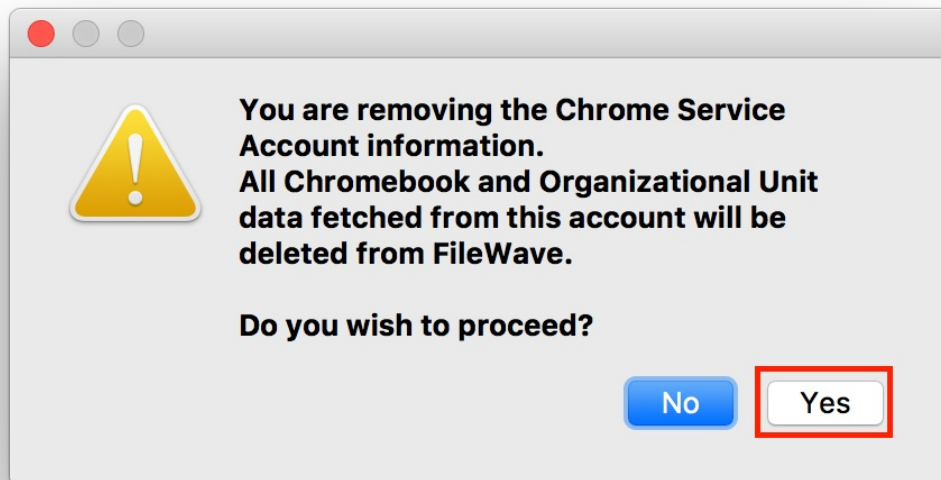 You are removing the Chrome Service
Account information.
All Chromebook and Organizational Unit
data fetched from this account will be
deleted from FileWave.
Do you wish to proceed?
No Yes